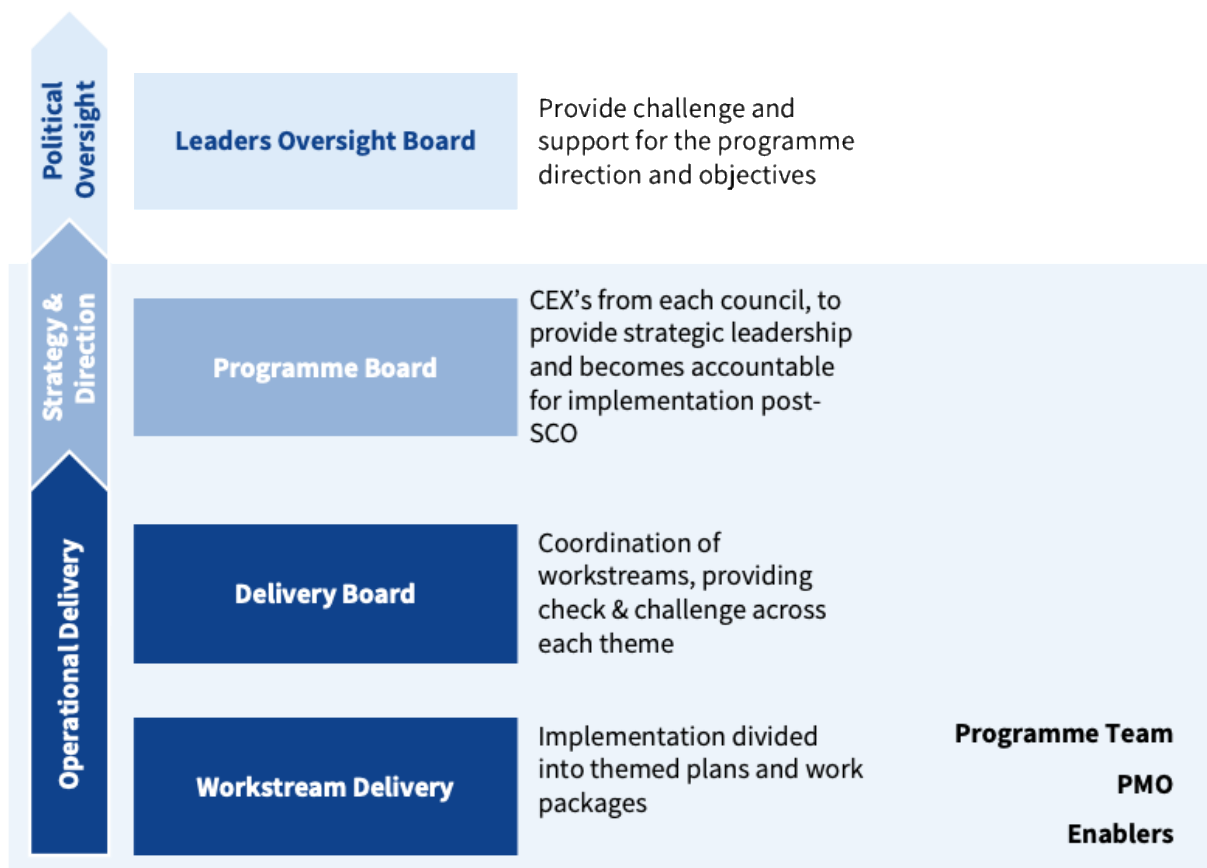 Political
Oversight
Leaders Oversight Board
Provide challenge and
support for the programme
direction and objectives
Strategy &
Direction
Programme Board
CEX’s from each council, to
provide strategic leadership
and becomes accountable
for implementation post-
SCO
Operational Delivery
Delivery Board
Coordination of
workstreams, providing
check & challenge across
each theme
Workstream Delivery
Implementation divided
into themed plans and work
packages
Programme Team
PMO
Enablers